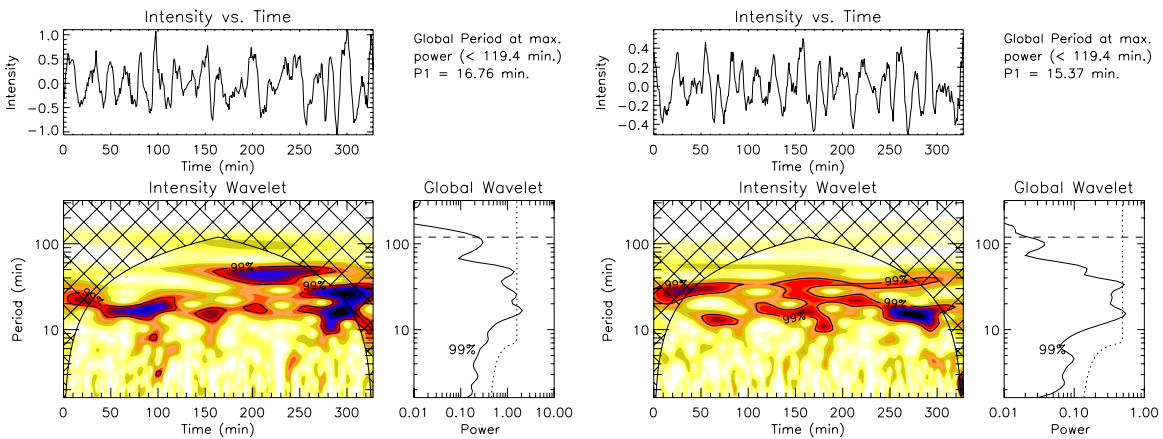 Intensity vs. Time
Intensity
1.0
0.5
0.0
-0.5
-1.0
0 50 100 150 200 250 300
Time (min)
Global Period at max.
power (< 119.4 min.)
P1 = 16.76 min.
Intensity Wavelet
Period (min)
100
10
99%
99%
99%
0 50 100 150 200 250 300
Time (min)
Global Wavelet
99%
0.01 0.10 1.00 10.00
Power
Intensity vs. Time
Intensity
0.4
0.2
0.0
-0.2
-0.4
0 50 100 150 200 250 300
Time (min)
Global Period at max.
power (< 119.4 min.)
P1 = 15.37 min.
Intensity Wavelet
Period (min)
100
10
99%
99%
99%
99%
0 50 100 150 200 250 300
Time (min)
Global Wavelet
100
10
99%
0.01 0.10 1.00
Power